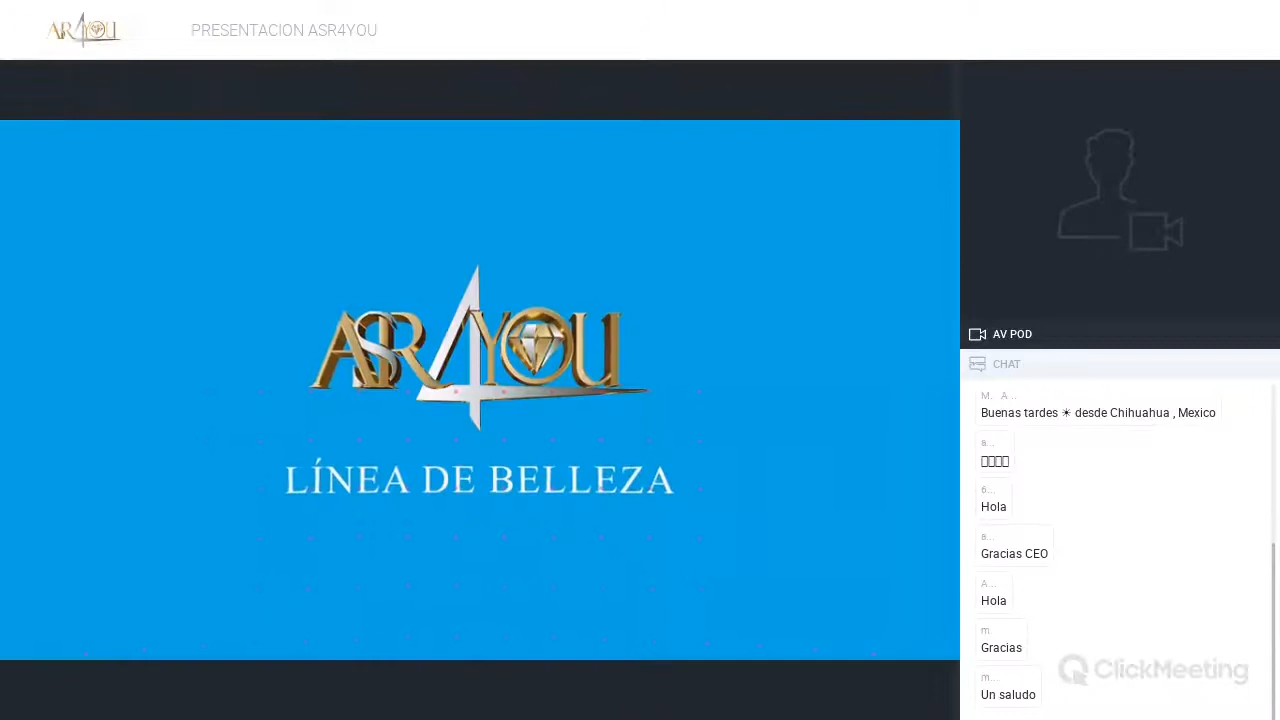 ASR4YOU
PRESENTACION ASR4YOU
ASR4YOU
LÍNEA DE BELLEZA
AV POD
CHAT
M. A ..
Buenas tardes ☀ desde Chihuahua , Mexico
a...
6...
Hola
a...
Gracias CEO
A...
Hola
m
Gracias
m...
Un saludo
ClickMeeting